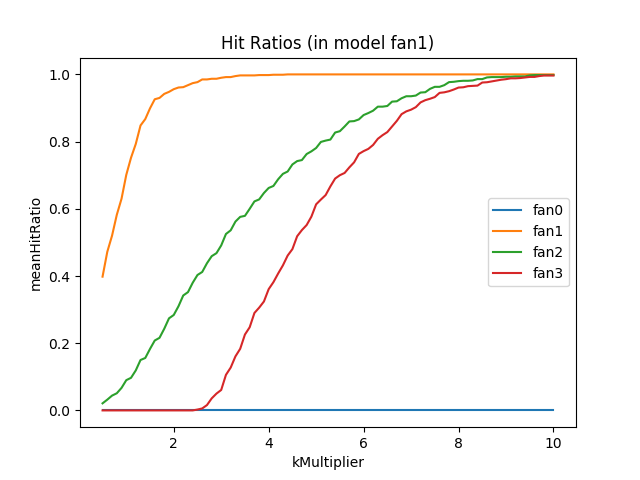 Hit Ratios (in model fan1)
meanHitRatio
1.0
0.8
0.6
0.4
0.2
0.0
2
4
6
8
10
kMultiplier
fan0
fan1
fan2
fan3